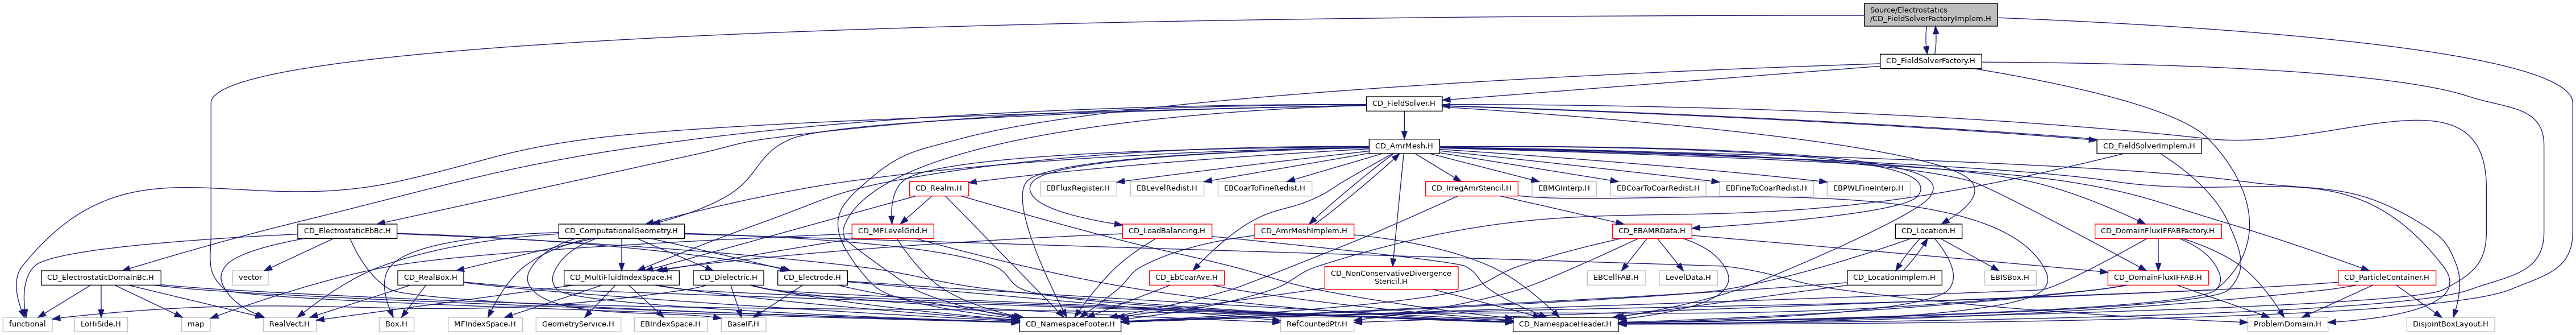 Source/Electrostatics
/CD_FieldSolverFactoryImplem.H
CD_FieldSolverFactory.H
CD_FieldSolver.H
CD_AmrMesh.H
CD_FieldSolverImplem.H
CD_Realm.H
EBFluxRegister.H
EBLevelRedist.H
EBCoarToFineRedist.H
CD_IrregAmrStencil.H
EBMGInterp.H
EBCoarToCoarRedist.H
EBFineToCoarRedist.H
EBPWLFineInterp.H
CD_ElectrostaticEbBc.H
CD_ComputationalGeometry.H
CD_MFLevelGrid.H
CD_LoadBalancing.H
CD_AmrMeshImplem.H
CD_EBAMRData.H
CD_Location.H
CD_DomainFluxIFFABFactory.H
CD_ElectrostaticDomainBc.H
vector
CD_RealBox.H
CD_MultiFluidIndexSpace.H
CD_Dielectric.H
CD_Electrode.H
CD_EbCoarAve.H
CD_NonConservativeDivergence
Stencil.H
EBCellFAB.H
LevelData.H
CD_LocationImplem.H
EBISBox.H
CD_DomainFluxIFFAB.H
CD_ParticleContainer.H
functional
LoHiSide.H
map
RealVect.H
Box.H
MFIndexSpace.H
GeometryService.H
EBIndexSpace.H
BaseIF.H
CD_NamespaceFooter.H
RefCountedPtr.H
CD_NamespaceHeader.H
ProblemDomain.H
DisjointBoxLayout.H